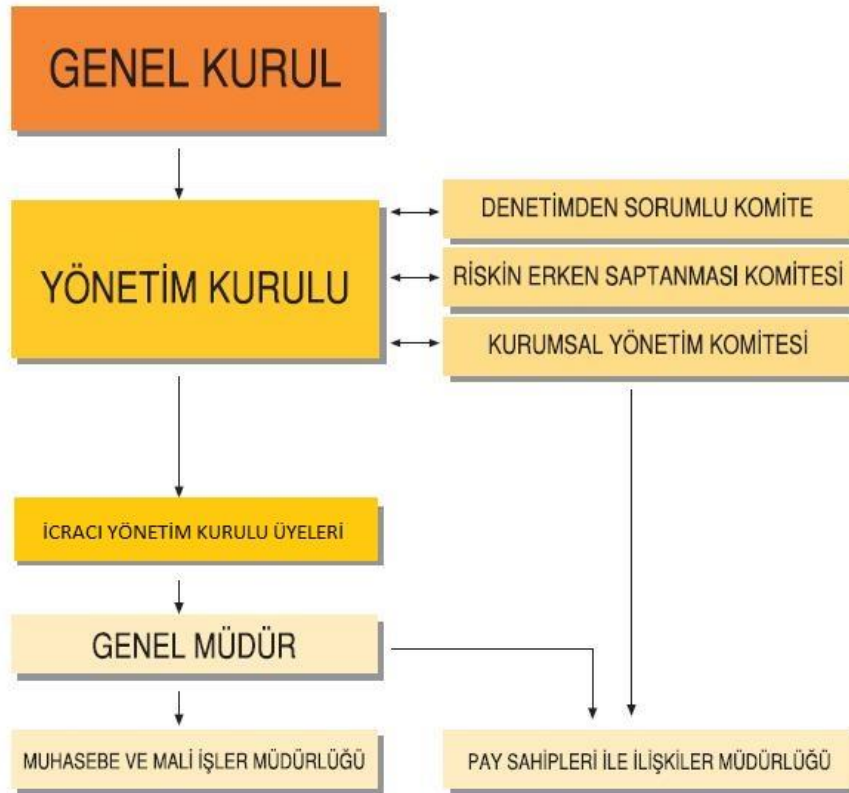 GENEL KURUL
YÖNETİM KURULU
DENETİMDEN SORUMLU KOMİTE
RİSKİN ERKEN SAPTANMASI KOMİTESİ
KURUMSAL YÖNETİM KOMİTESİ
İCRACI YÖNETİM KURULU ÜYELERİ
GENEL MÜDÜR
MUHASEBE VE MALİ İŞLER MÜDÜRLÜĞÜ
PAY SAHİPLERİ İLE İLİŞKİLER MÜDÜRLÜĞÜ